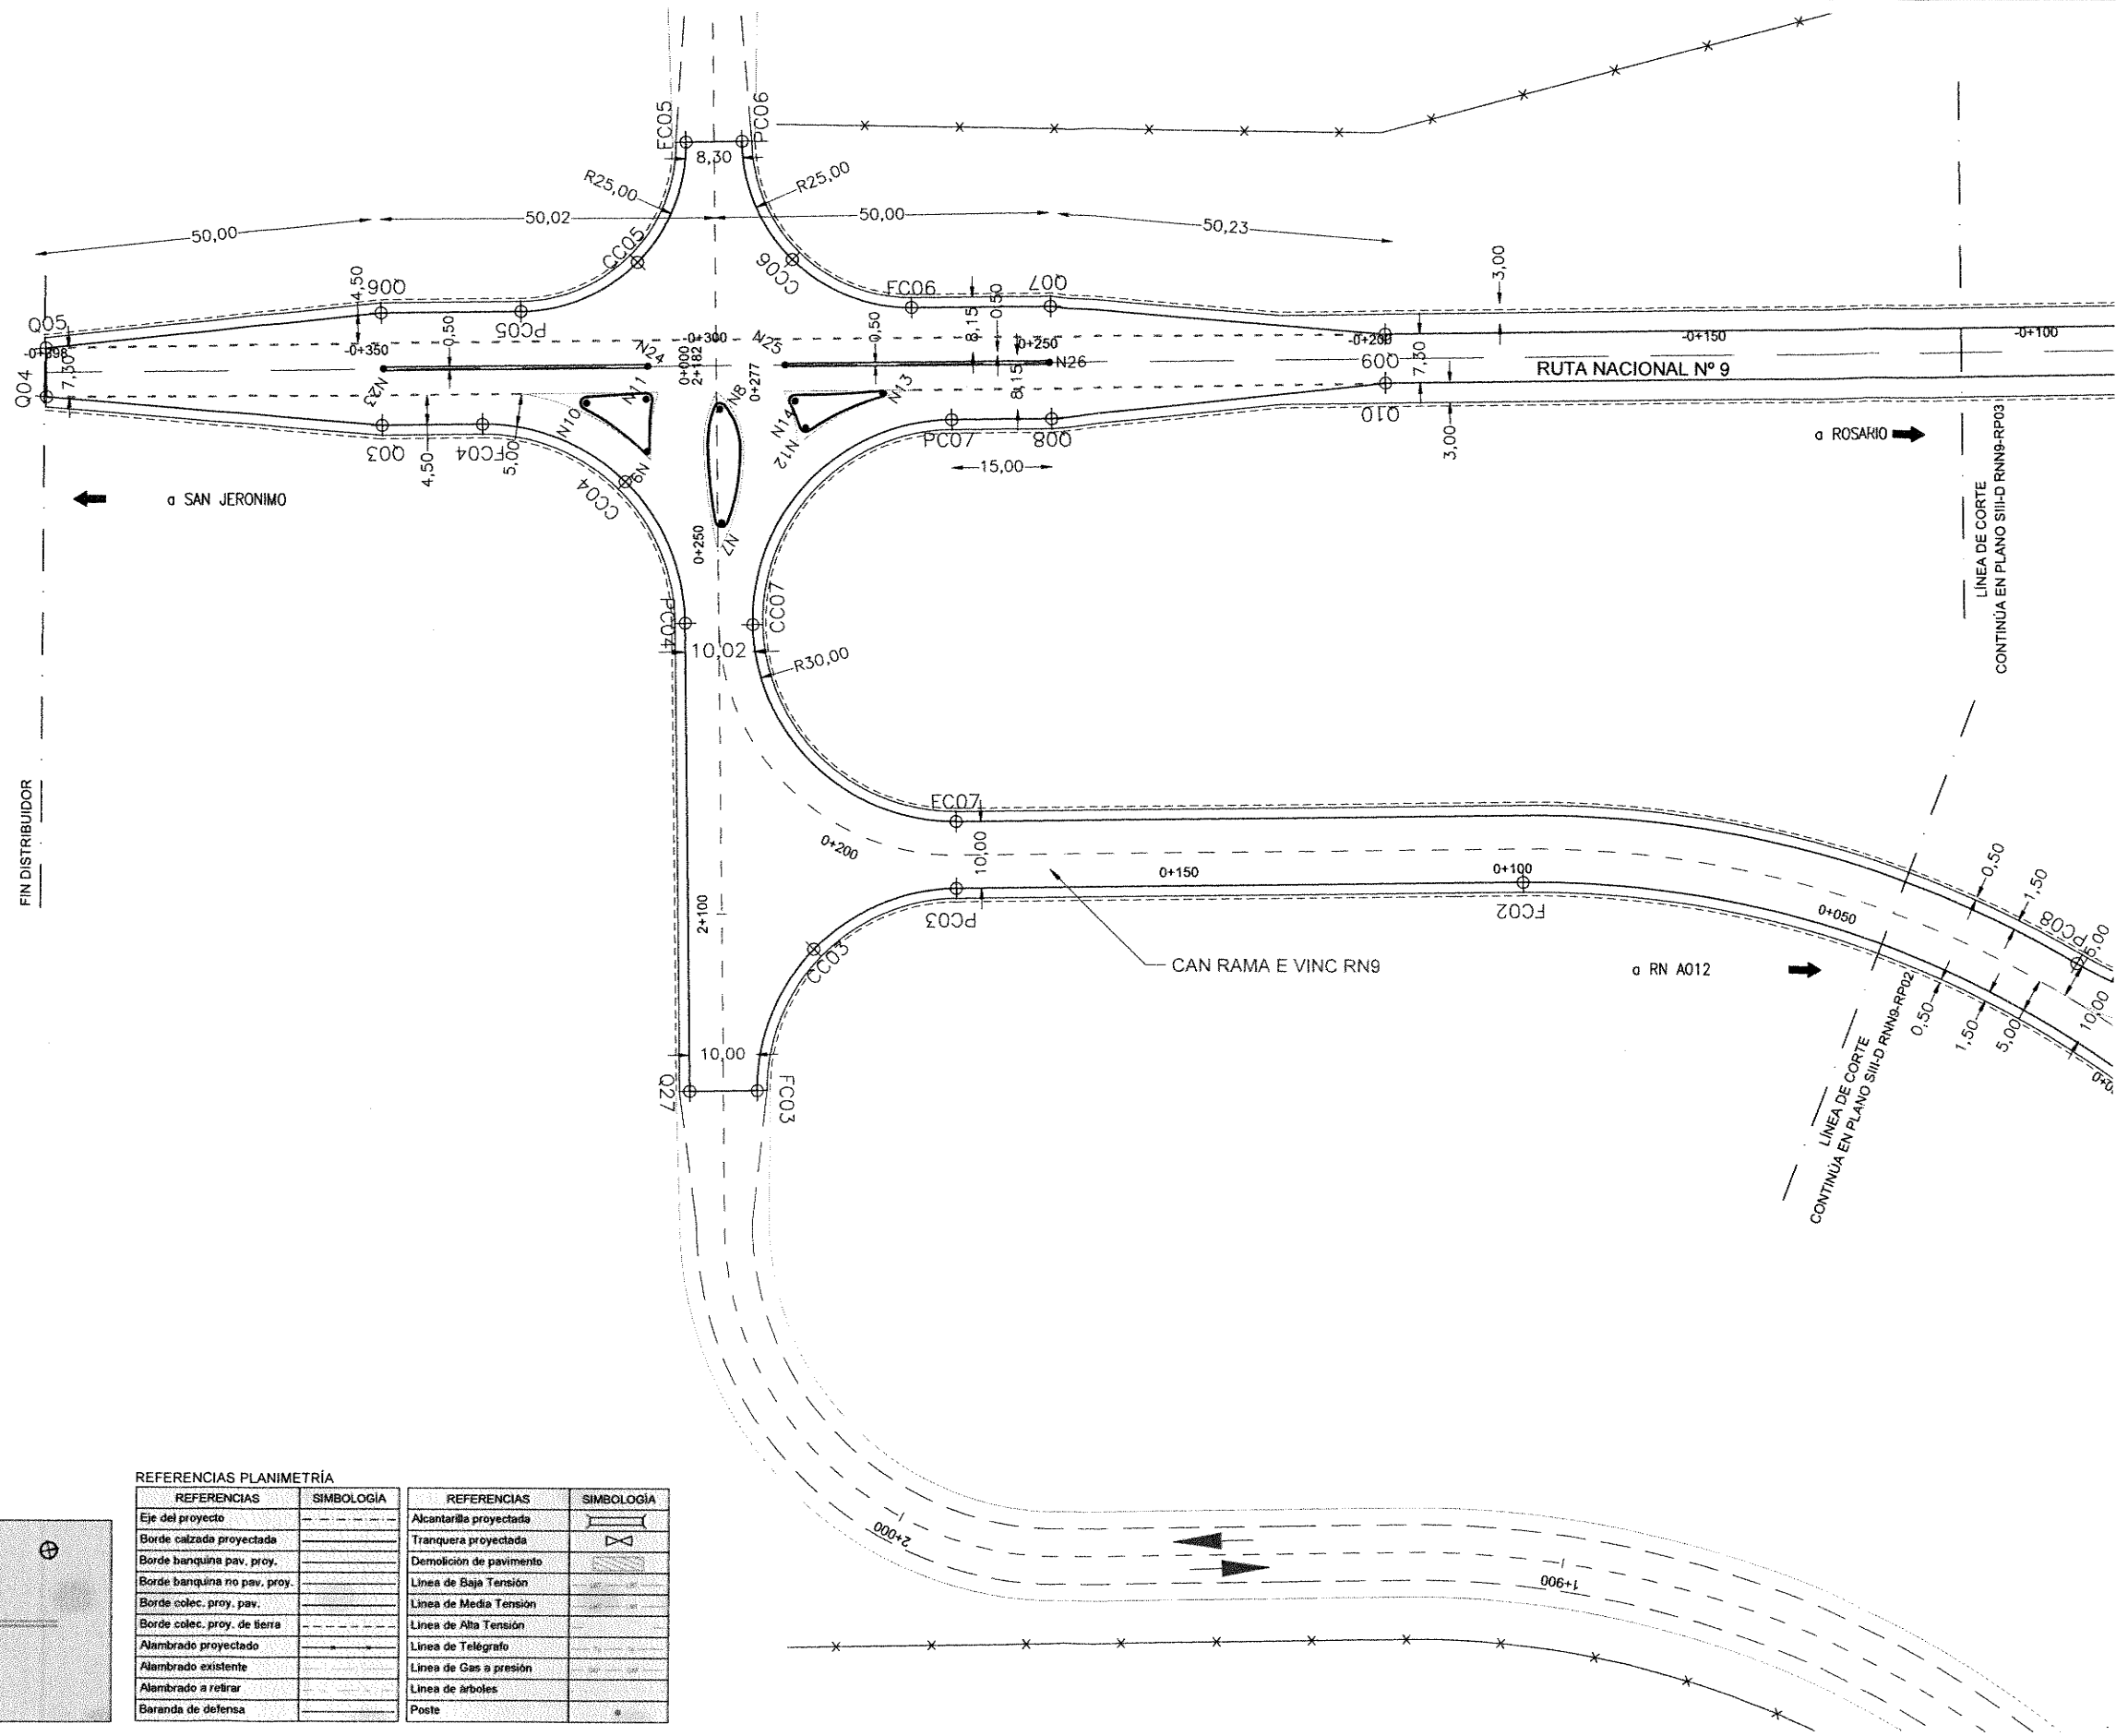 FC05
PC06
8,30
R25,00
R25,00
50,00
50,02
50,00
50,23
CC05
CC06
3,00
Q05
4,50
Q06
0,50
PC05
FC06
8,15
0,50
Q07
-0+398
-0+350
-0+300
0+250
-0+200
-0+150
-0+100
Q04
7,30
N23
N24
0+000
2+182
0+277
N25
0,50
8,15
N26
Q09
7,30
RUTA NACIONAL Nº 9
Q03
4,50
FC04
5,00
N10
N11
N9
N8
N14
N12
N13
PC07
Q08
15,00
Q10
3,00
a ROSARIO
a SAN JERONIMO
CC04
0+250
N7
LÍNEA DE CORTE
CONTINÚA EN PLANO SIII-D RNN9-RP03
PC04
10,02
CC07
R30,00
FIN DISTRIBUIDOR
FC07
0+200
10,00
0+150
0+100
PC03
FC02
0+050
0,50
1,50
PC08
5,00
2+100
CC03
CAN RAMA E VINC RN9
a RN A012
0,50
1,50
5,00
10,00
LÍNEA DE CORTE
CONTINÚA EN PLANO SIII-D RNN9-RP02
10,00
Q27
FC03
2+000
1+900
REFERENCIAS PLANIMETRÍA
REFERENCIAS SIMBOLOGÍA REFERENCIAS SIMBOLOGÍA
Eje del proyecto Alcantarilla proyectada
Borde calzada proyectada Tranquera proyectada
Borde banquina pav. proy. Demolición de pavimento
Borde banquina no pav. proy. Línea de Baja Tensión
Borde colec. proy. pav. Línea de Media Tensión
Borde colec. proy. de tierra Línea de Alta Tensión
Alambrado proyectado Línea de Telégrafo
Alambrado existente Línea de Gas a presión
Alambrado a retirar Línea de árboles
Baranda de defensa Poste